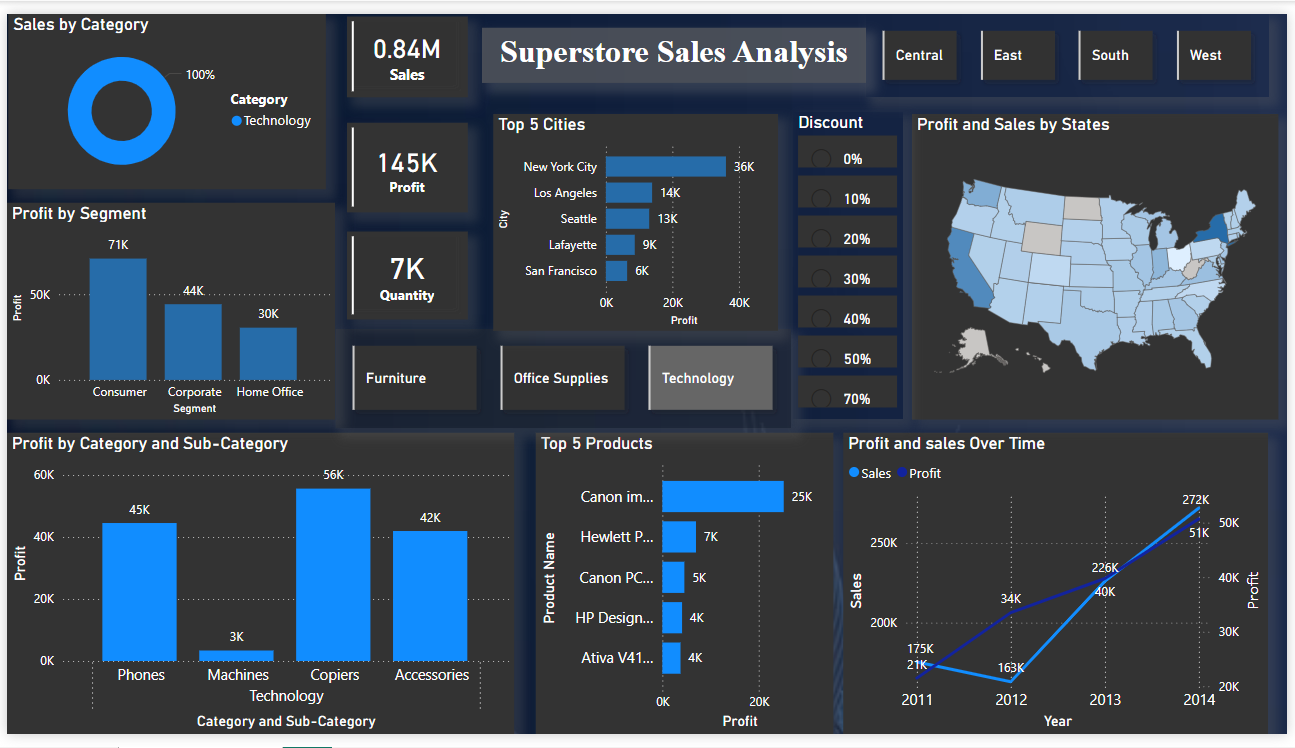 Sales by Category
100%
Category
Technology
0.84M
Sales
Superstore Sales Analysis
Central
East
South
West
145K
Profit
7K
Quantity
Top 5 Cities
City
New York City 36K
Los Angeles 14K
Seattle 13K
Lafayette 9K
San Francisco 6K
0K 20K 40K
Profit
Discount
0%
10%
20%
30%
40%
50%
70%
Profit and Sales by States
Profit by Segment
Profit
50K
0K
71K
44K
30K
Consumer Corporate Home Office
Segment
Furniture
Office Supplies
Technology
Profit by Category and Sub-Category
Profit
60K
40K
20K
0K
45K
3K
56K
42K
Phones Machines Copiers Accessories
Technology
Category and Sub-Category
Top 5 Products
Product Name
Canon im... 25K
Hewlett P... 7K
Canon PC... 5K
HP Design... 4K
Ativa V41... 4K
0K 20K
Profit
Profit and sales Over Time
Sales Profit
Sales
250K
200K
175K
21K
34K
163K
226K
40K
272K
51K
50K
40K
30K
20K
Profit
2011 2012 2013 2014
Year